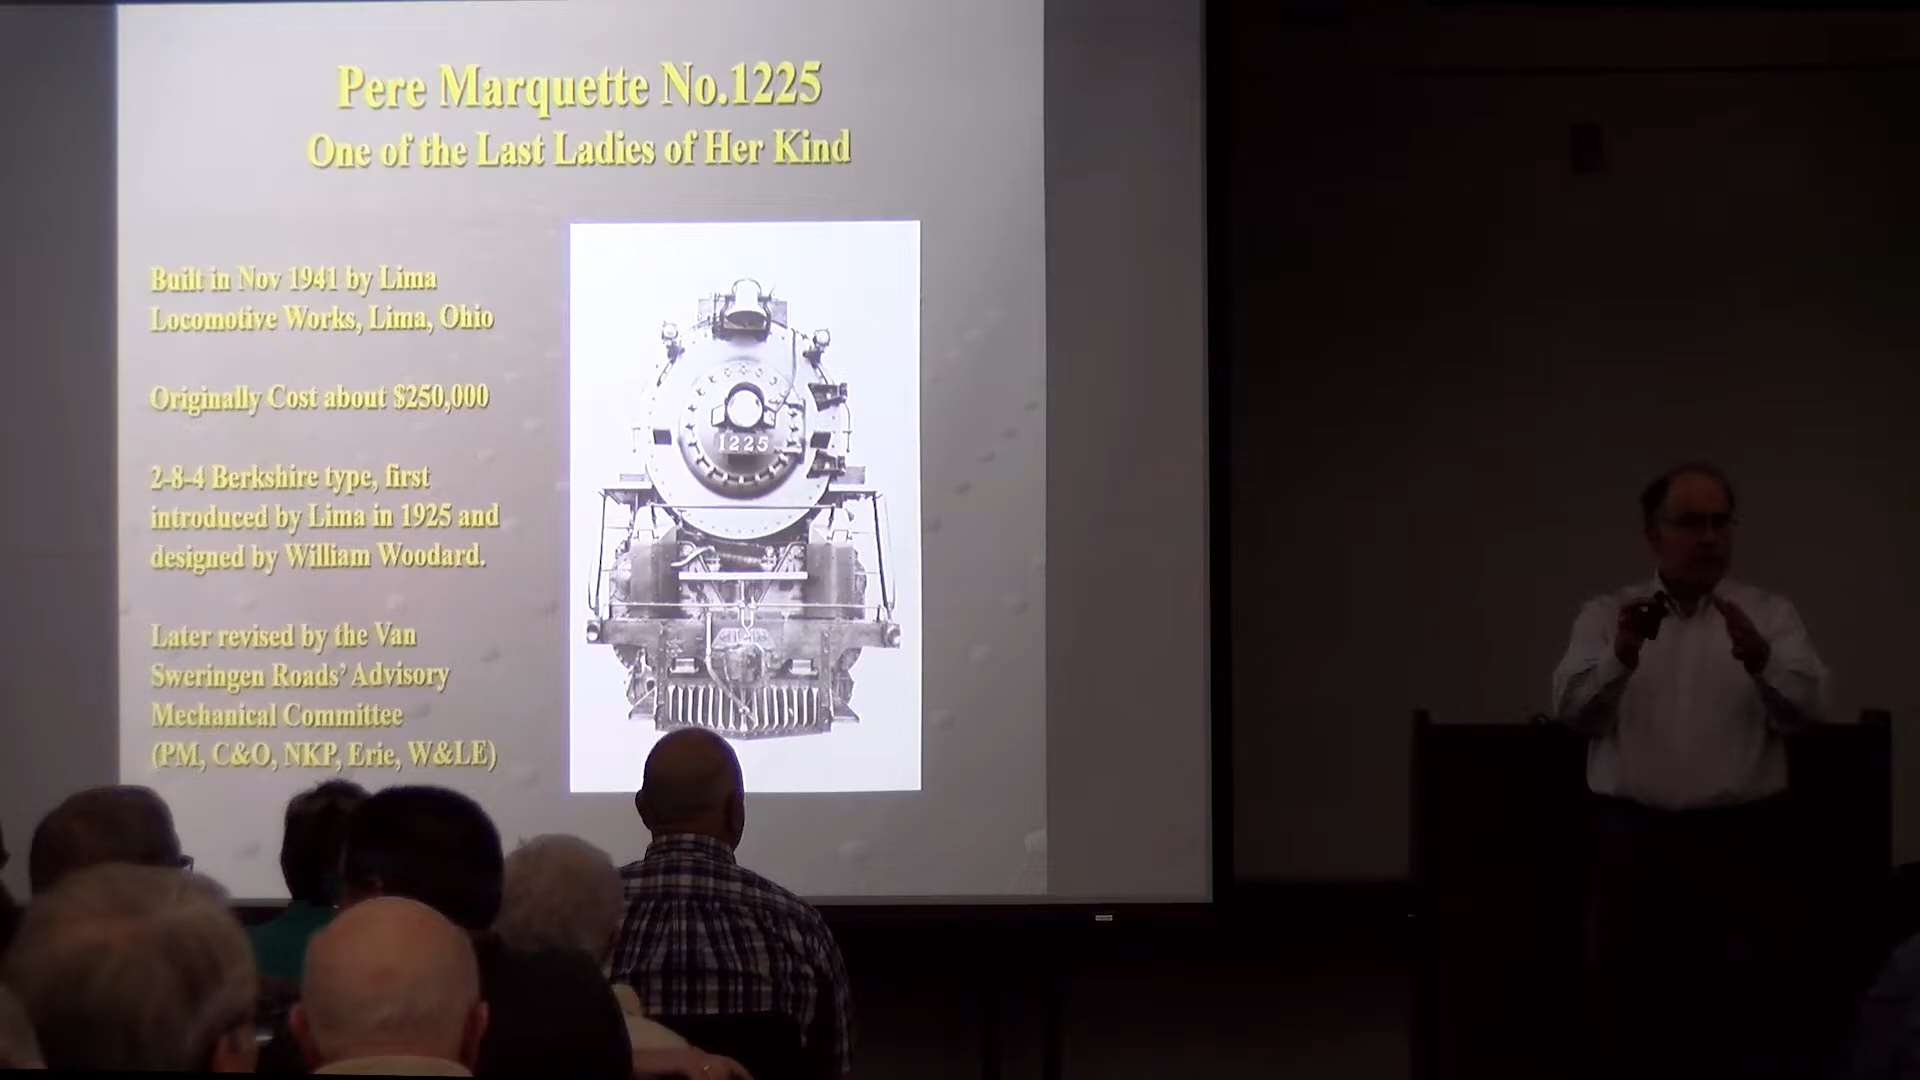 Pere Marquette No.1225
One of the Last Ladies of Her Kind
Built in Nov 1941 by Lima
Locomotive Works, Lima, Ohio
Originally Cost about $250,000
2-8-4 Berkshire type, first
introduced by Lima in 1925 and
designed by William Woodard.
Later revised by the Van
Sweringen Roads' Advisory
Mechanical Committee
(PM, C&O, NKP, Erie, W&LE)
1225